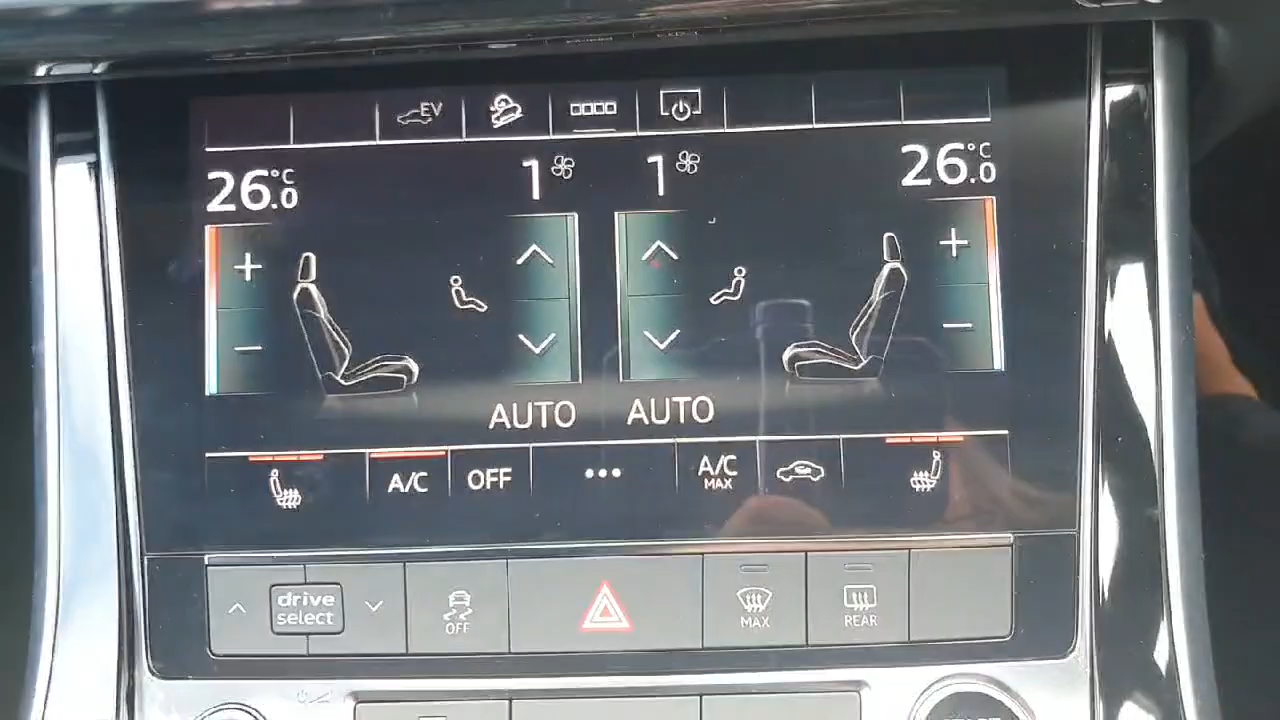 EV
26.0 °C
1
1
26.0 °C
AUTO
AUTO
A/C
OFF
A/C
MAX
drive
select
OFF
MAX
REAR